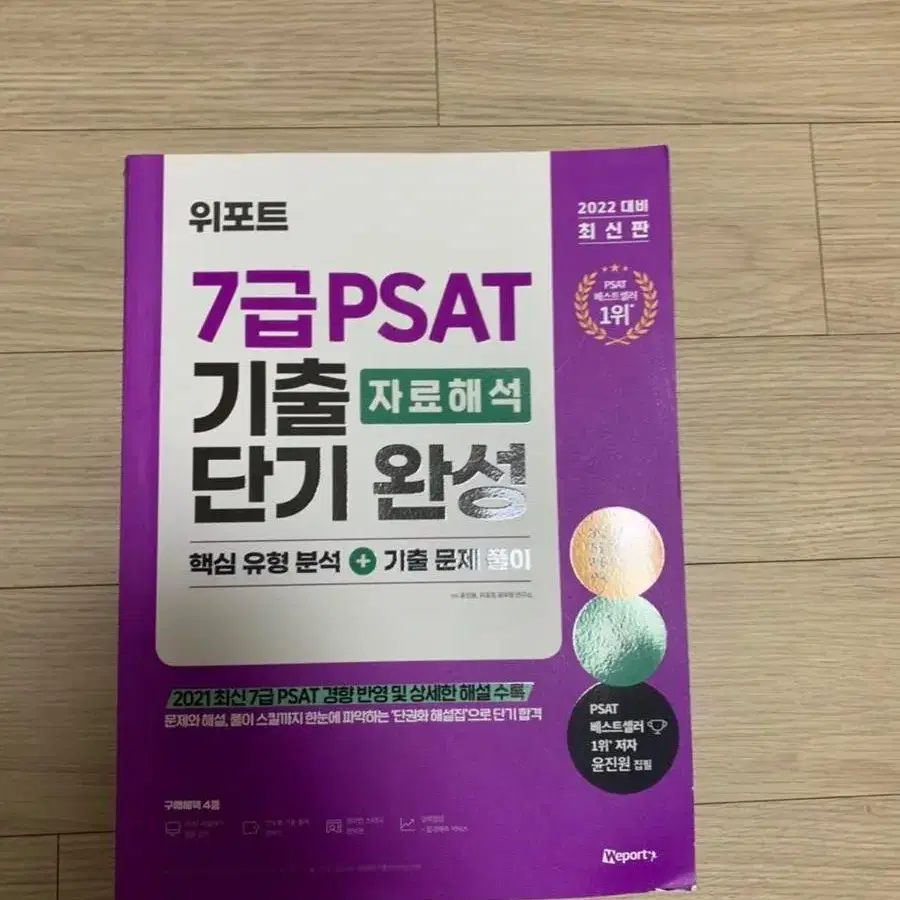 위포트
2022 대비
최신판
PSAT
베스트셀러
1위*
7급 PSAT
기출 자료해석
단기 완성
핵심 유형 분석 + 기출 문제 풀이
2021 최신 7급 PSAT 경향 반영 및 상세한 해설 수록
문제와 해설, 풀이 스킬까지 한눈에 파악하는 '단권화 해설집'으로 단기 합격
PSAT
베스트셀러
1위* 저자
윤진원 집필
구매혜택 4종
Weport